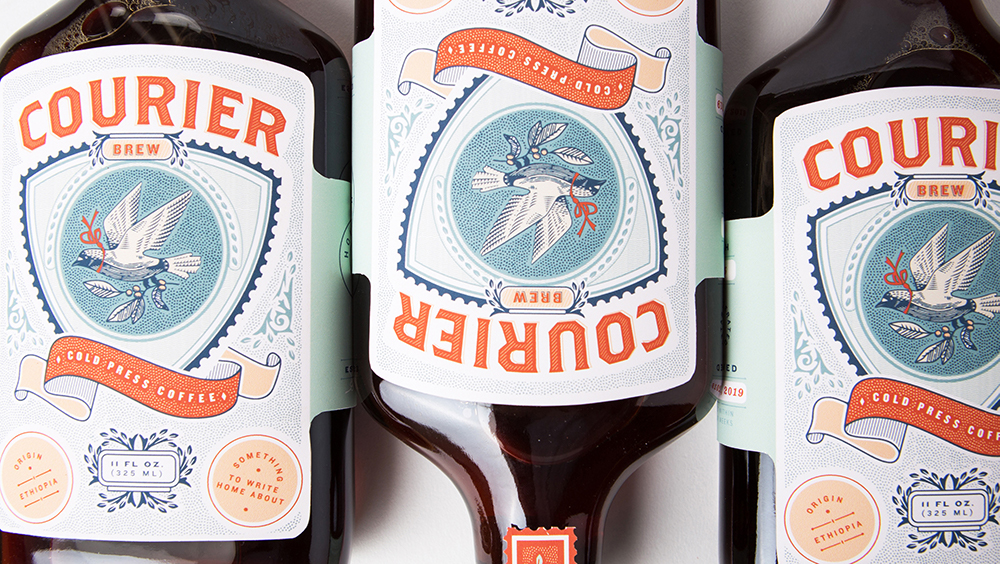 COURIER
BREW
COLD PRESS COFFEE
ORIGIN
ETHIOPIA
11 FL OZ.
(325 ML)
SOMETHING
TO WRITE
HOME ABOUT
COLD PRESS COFFEE
BREW
COURIER
2019
COURI
BREW
COLD PRESS COFF
ORIGIN
ETHIOPIA
11 FL OZ.
(325 ML)